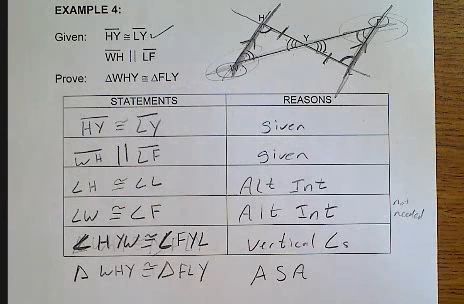 EXAMPLE 4:
Given: HY ≅ LY ✓
WH || LF
Prove: ΔWHY ≅ ΔFLY
H
Y
W
STATEMENTS REASONS
HY ≅ LY given
WH || LF given
∠H ≅ ∠L Alt Int
∠W ≅ ∠F Alt Int not needed
∠HYW ≅ ∠FYL Vertical ∠s
Δ WHY ≅ Δ FLY ASA